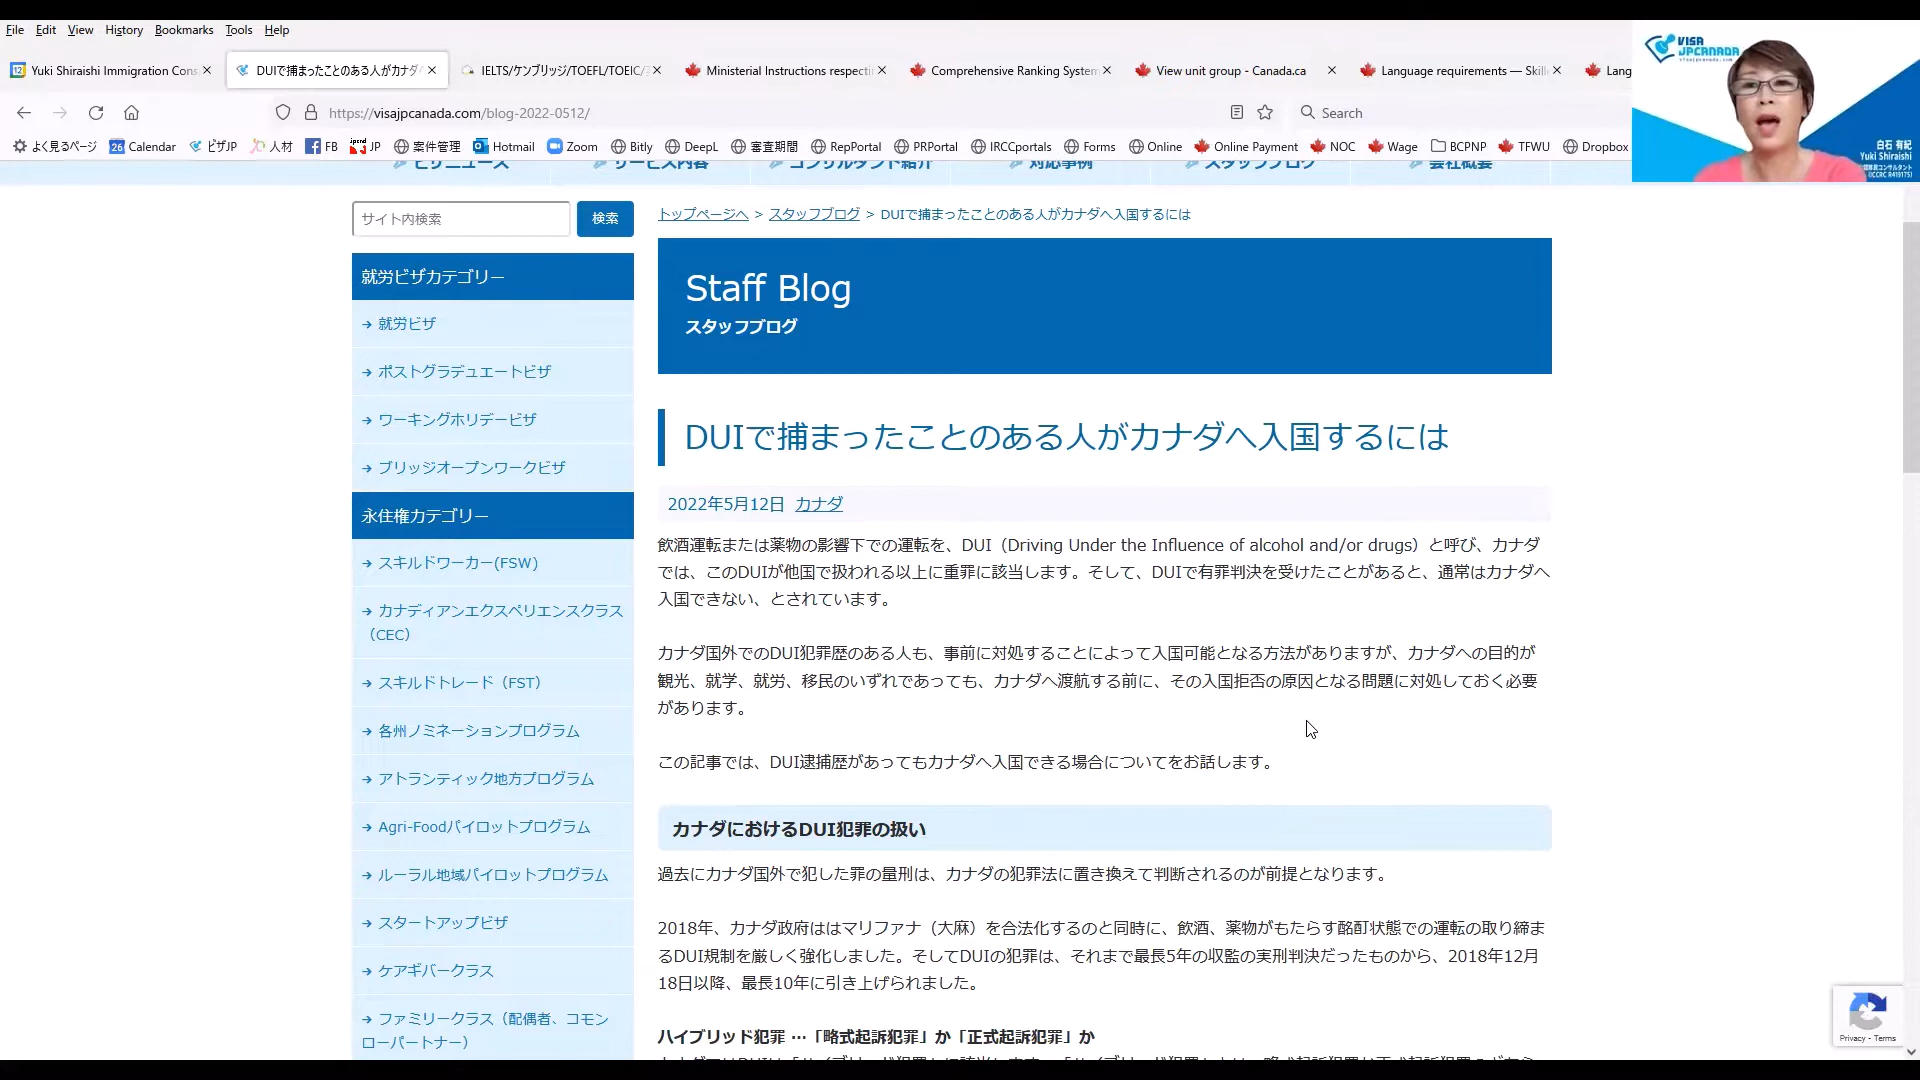 File Edit View History Bookmarks Tools Help
Yuki Shiraishi Immigration Cons
DUIで捕まったことのある人がカナダ
IELTS/ケンブリッジ/TOEFL/TOEIC/
Ministerial Instructions respecti
Comprehensive Ranking System
View unit group - Canada.ca
Language requirements — Skill
Lang
https://visajpcanada.com/blog-2022-0512/
Search
よく見るページ Calendar ビザJP 人材 FB JP 案件管理 Hotmail Zoom Bitly DeepL 審査期間 RepPortal PRPortal IRCCportals Forms Online Online Payment NOC Wage BCPNP TFWU Dropbox
VISA JPCANADA
visajpcanada.com
白石 有紀
Yuki Shiraishi
(ICCRC R419175)
ビザニュース サービス内容 コンサルタント紹介 対応事例 スタッフブログ 会社概要
サイト内検索 検索
トップページへ > スタッフブログ > DUIで捕まったことのある人がカナダへ入国するには
就労ビザカテゴリー
→ 就労ビザ
→ ポストグラデュエートビザ
→ ワーキングホリデービザ
→ ブリッジオープンワークビザ
永住権カテゴリー
→ スキルドワーカー(FSW)
→ カナディアンエクスペリエンスクラス
（CEC）
→ スキルドトレード（FST）
→ 各州ノミネーションプログラム
→ アトランティック地方プログラム
→ Agri-Foodパイロットプログラム
→ ルーラル地域パイロットプログラム
→ スタートアップビザ
→ ケアギバークラス
→ ファミリークラス（配偶者、コモン
ローパートナー）
Staff Blog
スタッフブログ
DUIで捕まったことのある人がカナダへ入国するには
2022年5月12日 カナダ
飲酒運転または薬物の影響下での運転を、DUI（Driving Under the Influence of alcohol and/or drugs）と呼び、カナダ
では、このDUIが他国で扱われる以上に重罪に該当します。そして、DUIで有罪判決を受けたことがあると、通常はカナダへ
入国できない、とされています。
カナダ国外でのDUI犯罪歴のある人も、事前に対処することによって入国可能となる方法がありますが、カナダへの目的が
観光、就学、就労、移民のいずれであっても、カナダへ渡航する前に、その入国拒否の原因となる問題に対処しておく必要
があります。
この記事では、DUI逮捕歴があってもカナダへ入国できる場合についてをお話します。
カナダにおけるDUI犯罪の扱い
過去にカナダ国外で犯した罪の量刑は、カナダの犯罪法に置き換えて判断されるのが前提となります。
2018年、カナダ政府ははマリファナ（大麻）を合法化するのと同時に、飲酒、薬物がもたらす酩酊状態での運転の取り締ま
るDUI規制を厳しく強化しました。そしてDUIの犯罪は、それまで最長5年の収監の実刑判決だったものから、2018年12月
18日以降、最長10年に引き上げられました。
ハイブリッド犯罪 …「略式起訴犯罪」か「正式起訴犯罪」か
Privacy - Terms